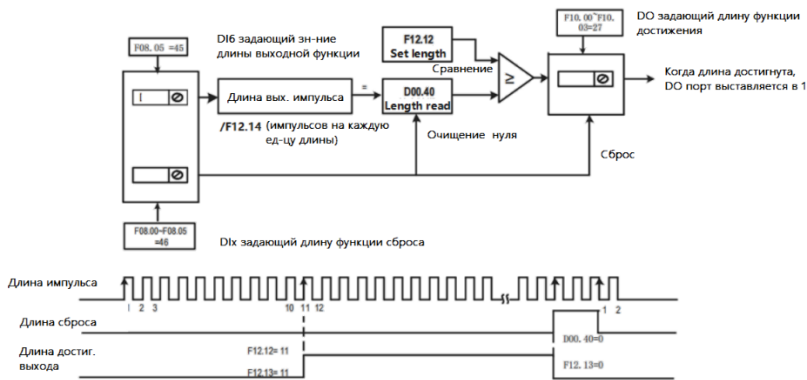 F08.05 =45
DI6 задающий зн-ние
длины выходной функции
F12.12
Set length
F10.00~F10.
03=27
DO задающий длину функции
достижения
Сравнение
Длина вых. импульса
=
D00.40
Length read
≥
Когда длина достигнута,
DO порт выставляется в 1
/F12.14 (импульсов на каждую
ед-цу длины)
Очищение нуля
Сброс
F08.00~F08.05
=46
DIx задающий длину функции сброса
Длина импульса
1 2 3 10 11 12 1 2
Длина сброса
D00.40=0
Длина достиг.
выхода
F12.12= 11
F12.13= 11
F12.13=0